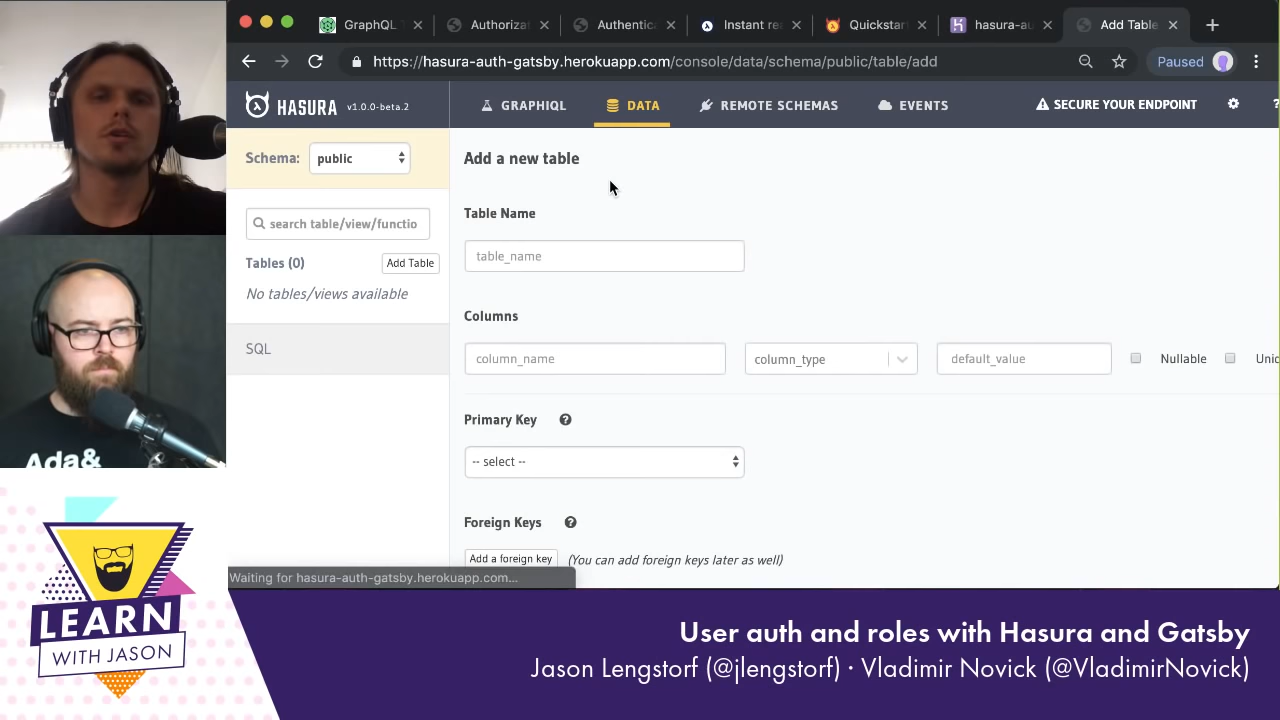 GraphQL
Authoriza
Authentic
Instant re
Quickstar
hasura-au
Add Table
https://hasura-auth-gatsby.herokuapp.com/console/data/schema/public/table/add
Paused
HASURA v1.0.0-beta.2
GRAPHIQL
DATA
REMOTE SCHEMAS
EVENTS
SECURE YOUR ENDPOINT
?
Schema: public
Add a new table
search table/view/functio
Table Name
Tables (0) Add Table
table_name
No tables/views available
Columns
SQL
column_name column_type default_value Nullable Unic
Primary Key ?
-- select --
Foreign Keys ?
Add a foreign key (You can add foreign keys later as well)
Waiting for hasura-auth-gatsby.herokuapp.com...
Ada&
LEARN
WITH JASON
User auth and roles with Hasura and Gatsby
Jason Lengstorf (@jlengstorf) · Vladimir Novick (@VladimirNovick)